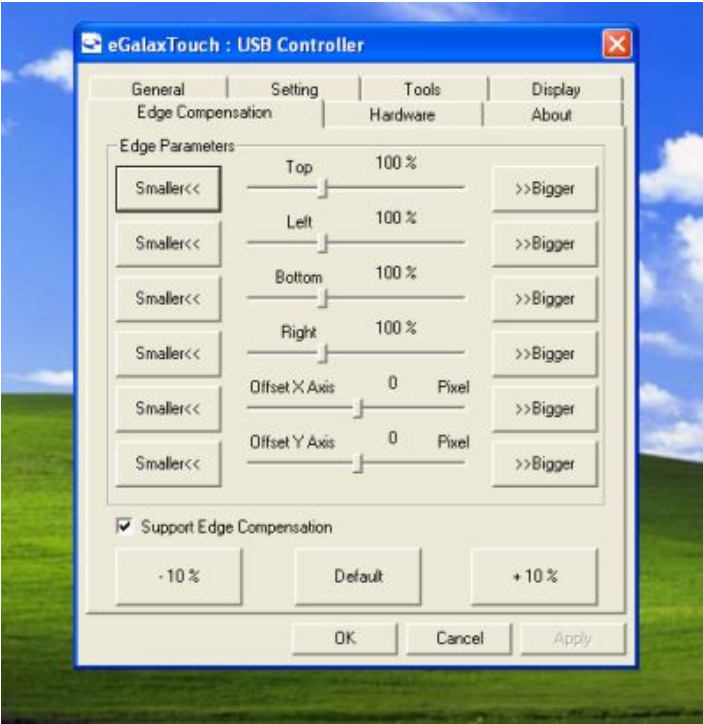 eGalaxTouch : USB Controller
General Setting Tools Display
Edge Compensation Hardware About
Edge Parameters
Top 100 %
Smaller<< >>Bigger
Left 100 %
Smaller<< >>Bigger
Bottom 100 %
Smaller<< >>Bigger
Right 100 %
Smaller<< >>Bigger
Offset X Axis 0 Pixel
Smaller<< >>Bigger
Offset Y Axis 0 Pixel
Smaller<< >>Bigger
Support Edge Compensation
- 10 % Default + 10 %
OK Cancel Apply